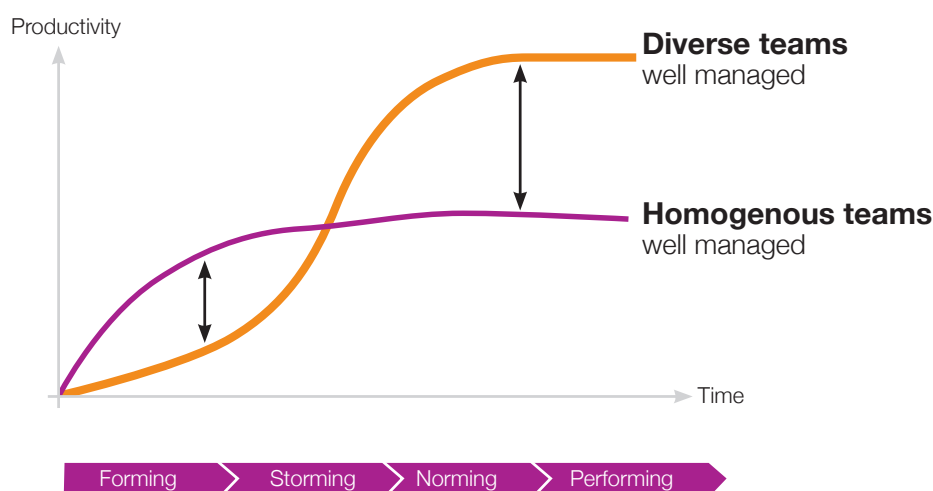 Productivity
Diverse teams
well managed
Homogenous teams
well managed
Time
Forming
Storming
Norming
Performing